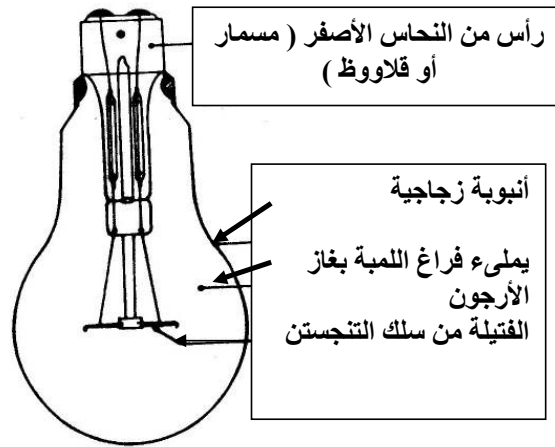 رأس من النحاس الأصفر ( مسمار
أو قلاووظ )
أنبوبة زجاجية
يملىء فراغ اللمبة بغاز
الأرجون
الفتيلة من سلك التنجستن